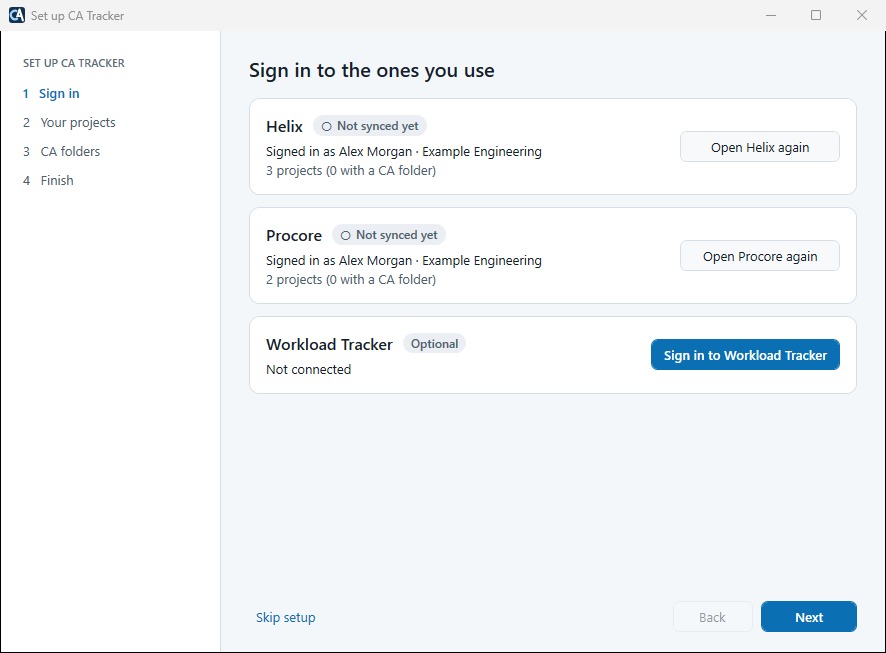 CA Set up CA Tracker
SET UP CA TRACKER
1 Sign in
2 Your projects
3 CA folders
4 Finish
Sign in to the ones you use
Helix Not synced yet
Signed in as Alex Morgan · Example Engineering
3 projects (0 with a CA folder)
Open Helix again
Procore Not synced yet
Signed in as Alex Morgan · Example Engineering
2 projects (0 with a CA folder)
Open Procore again
Workload Tracker Optional
Not connected
Sign in to Workload Tracker
Skip setup
Back
Next